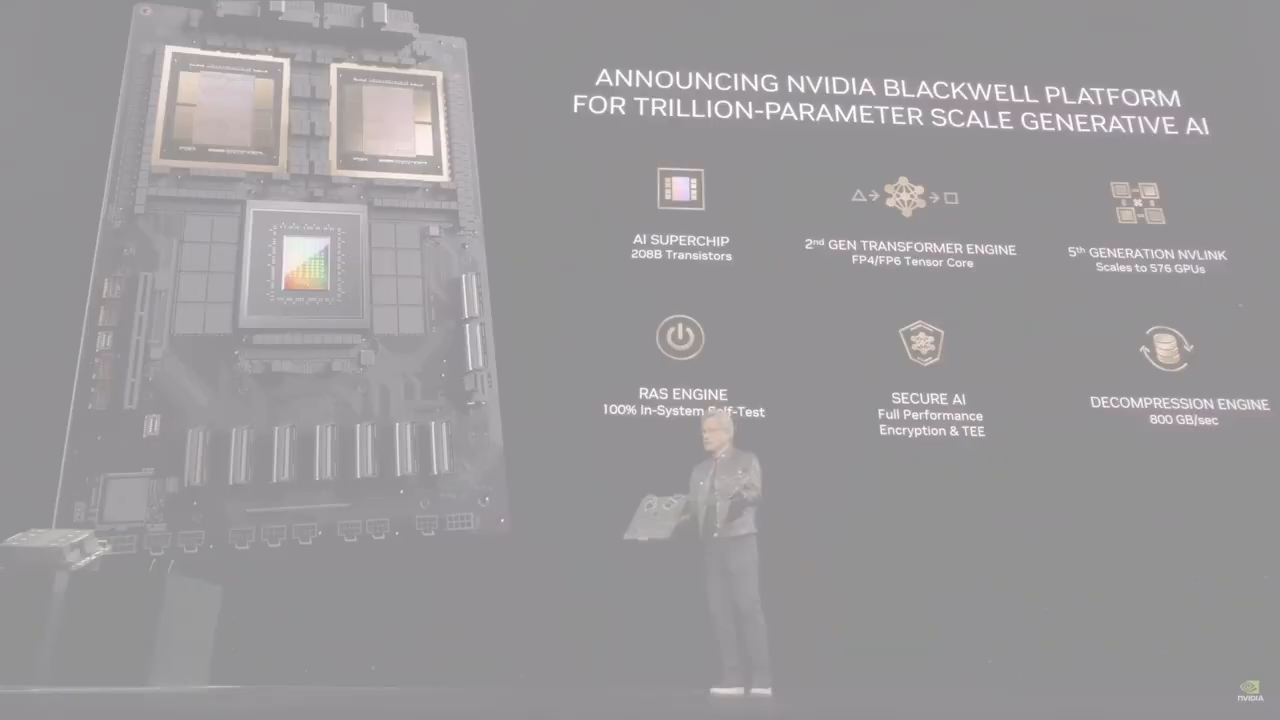 ANNOUNCING NVIDIA BLACKWELL PLATFORM
FOR TRILLION-PARAMETER SCALE GENERATIVE AI
AI SUPERCHIP
208B Transistors
2nd GEN TRANSFORMER ENGINE
FP4/FP6 Tensor Core
5th GENERATION NVLINK
Scales to 576 GPUs
RAS ENGINE
100% In-System Self-Test
SECURE AI
Full Performance
Encryption & TEE
DECOMPRESSION ENGINE
800 GB/sec
NVIDIA